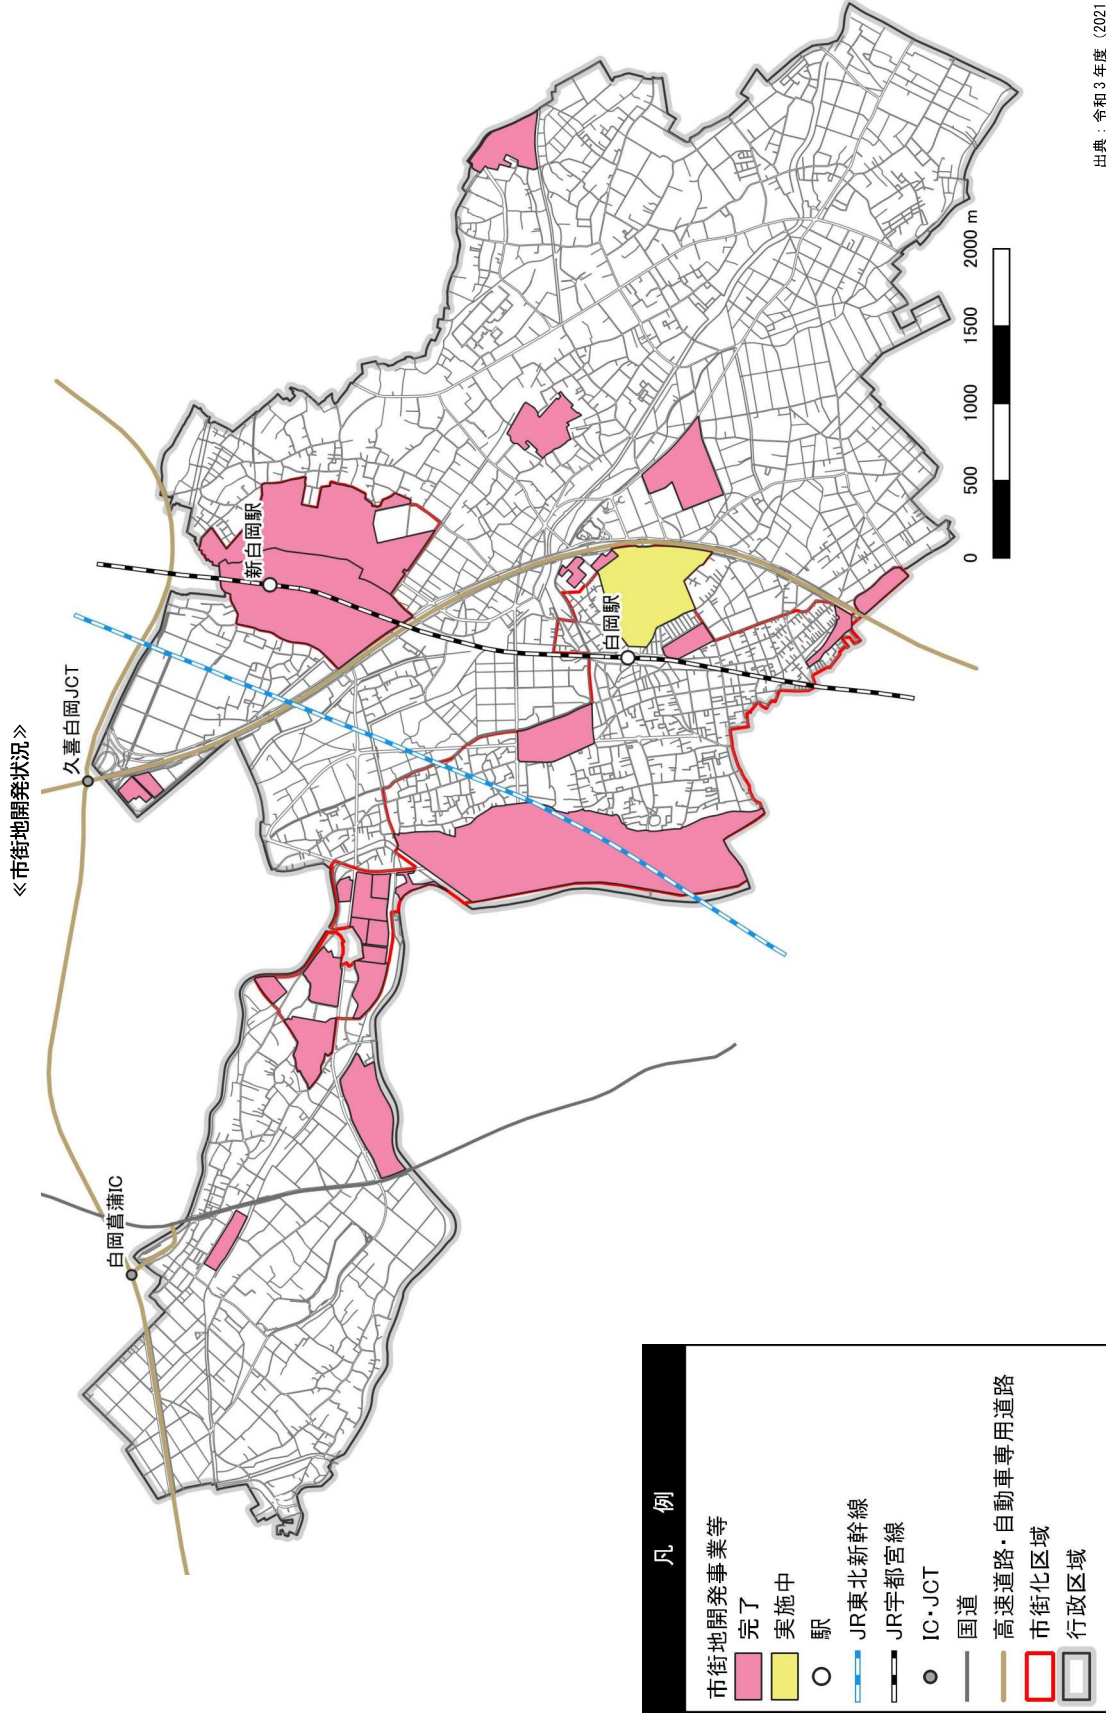 ≪市街地開発状況≫
久喜白岡JCT
新白岡駅
白岡駅
白岡菖蒲IC
0 500 1000 1500 2000 m
凡 例
市街地開発事業等
完了
実施中
駅
JR東北新幹線
JR宇都宮線
IC・JCT
国道
高速道路・自動車専用道路
市街化区域
行政区域
出典：令和3年度（2021